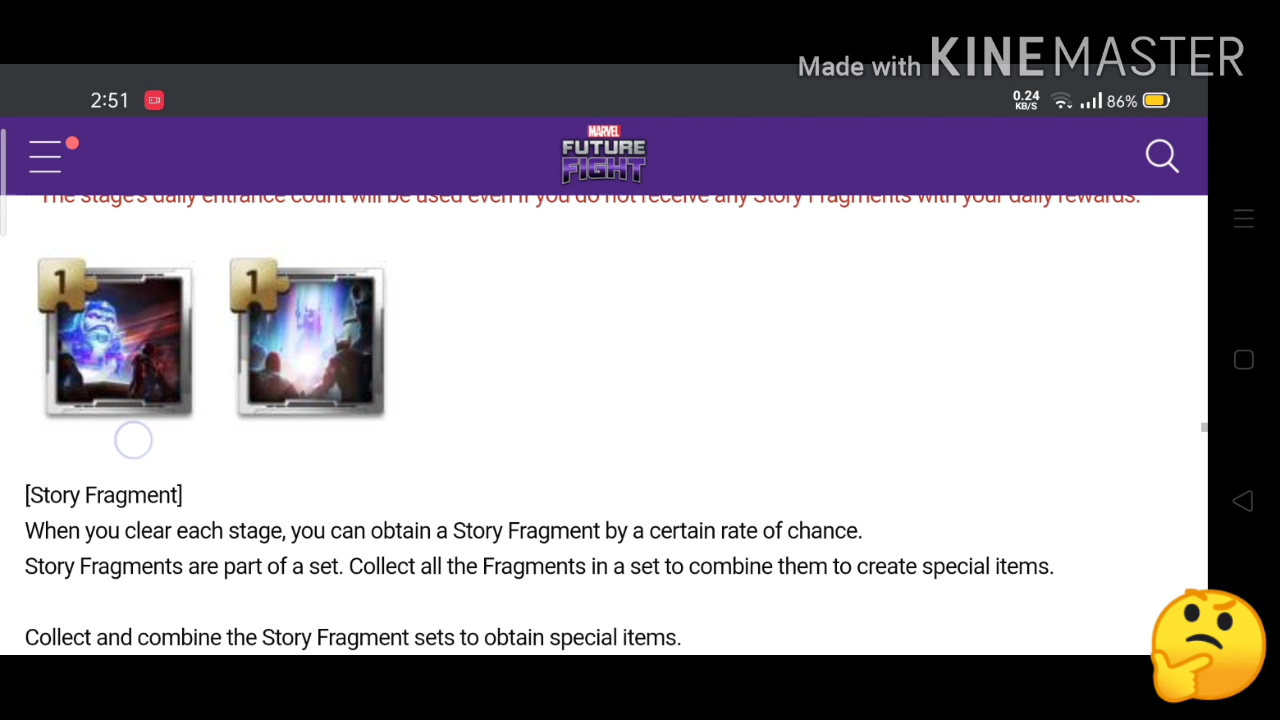 Made with KINEMASTER
2:51
0.24 KB/S 86%
MARVEL
FUTURE
FIGHT
The stage's daily entrance count will be used even if you do not receive any Story Fragments with your daily rewards.
1 1
[Story Fragment]
When you clear each stage, you can obtain a Story Fragment by a certain rate of chance.
Story Fragments are part of a set. Collect all the Fragments in a set to combine them to create special items.
Collect and combine the Story Fragment sets to obtain special items.